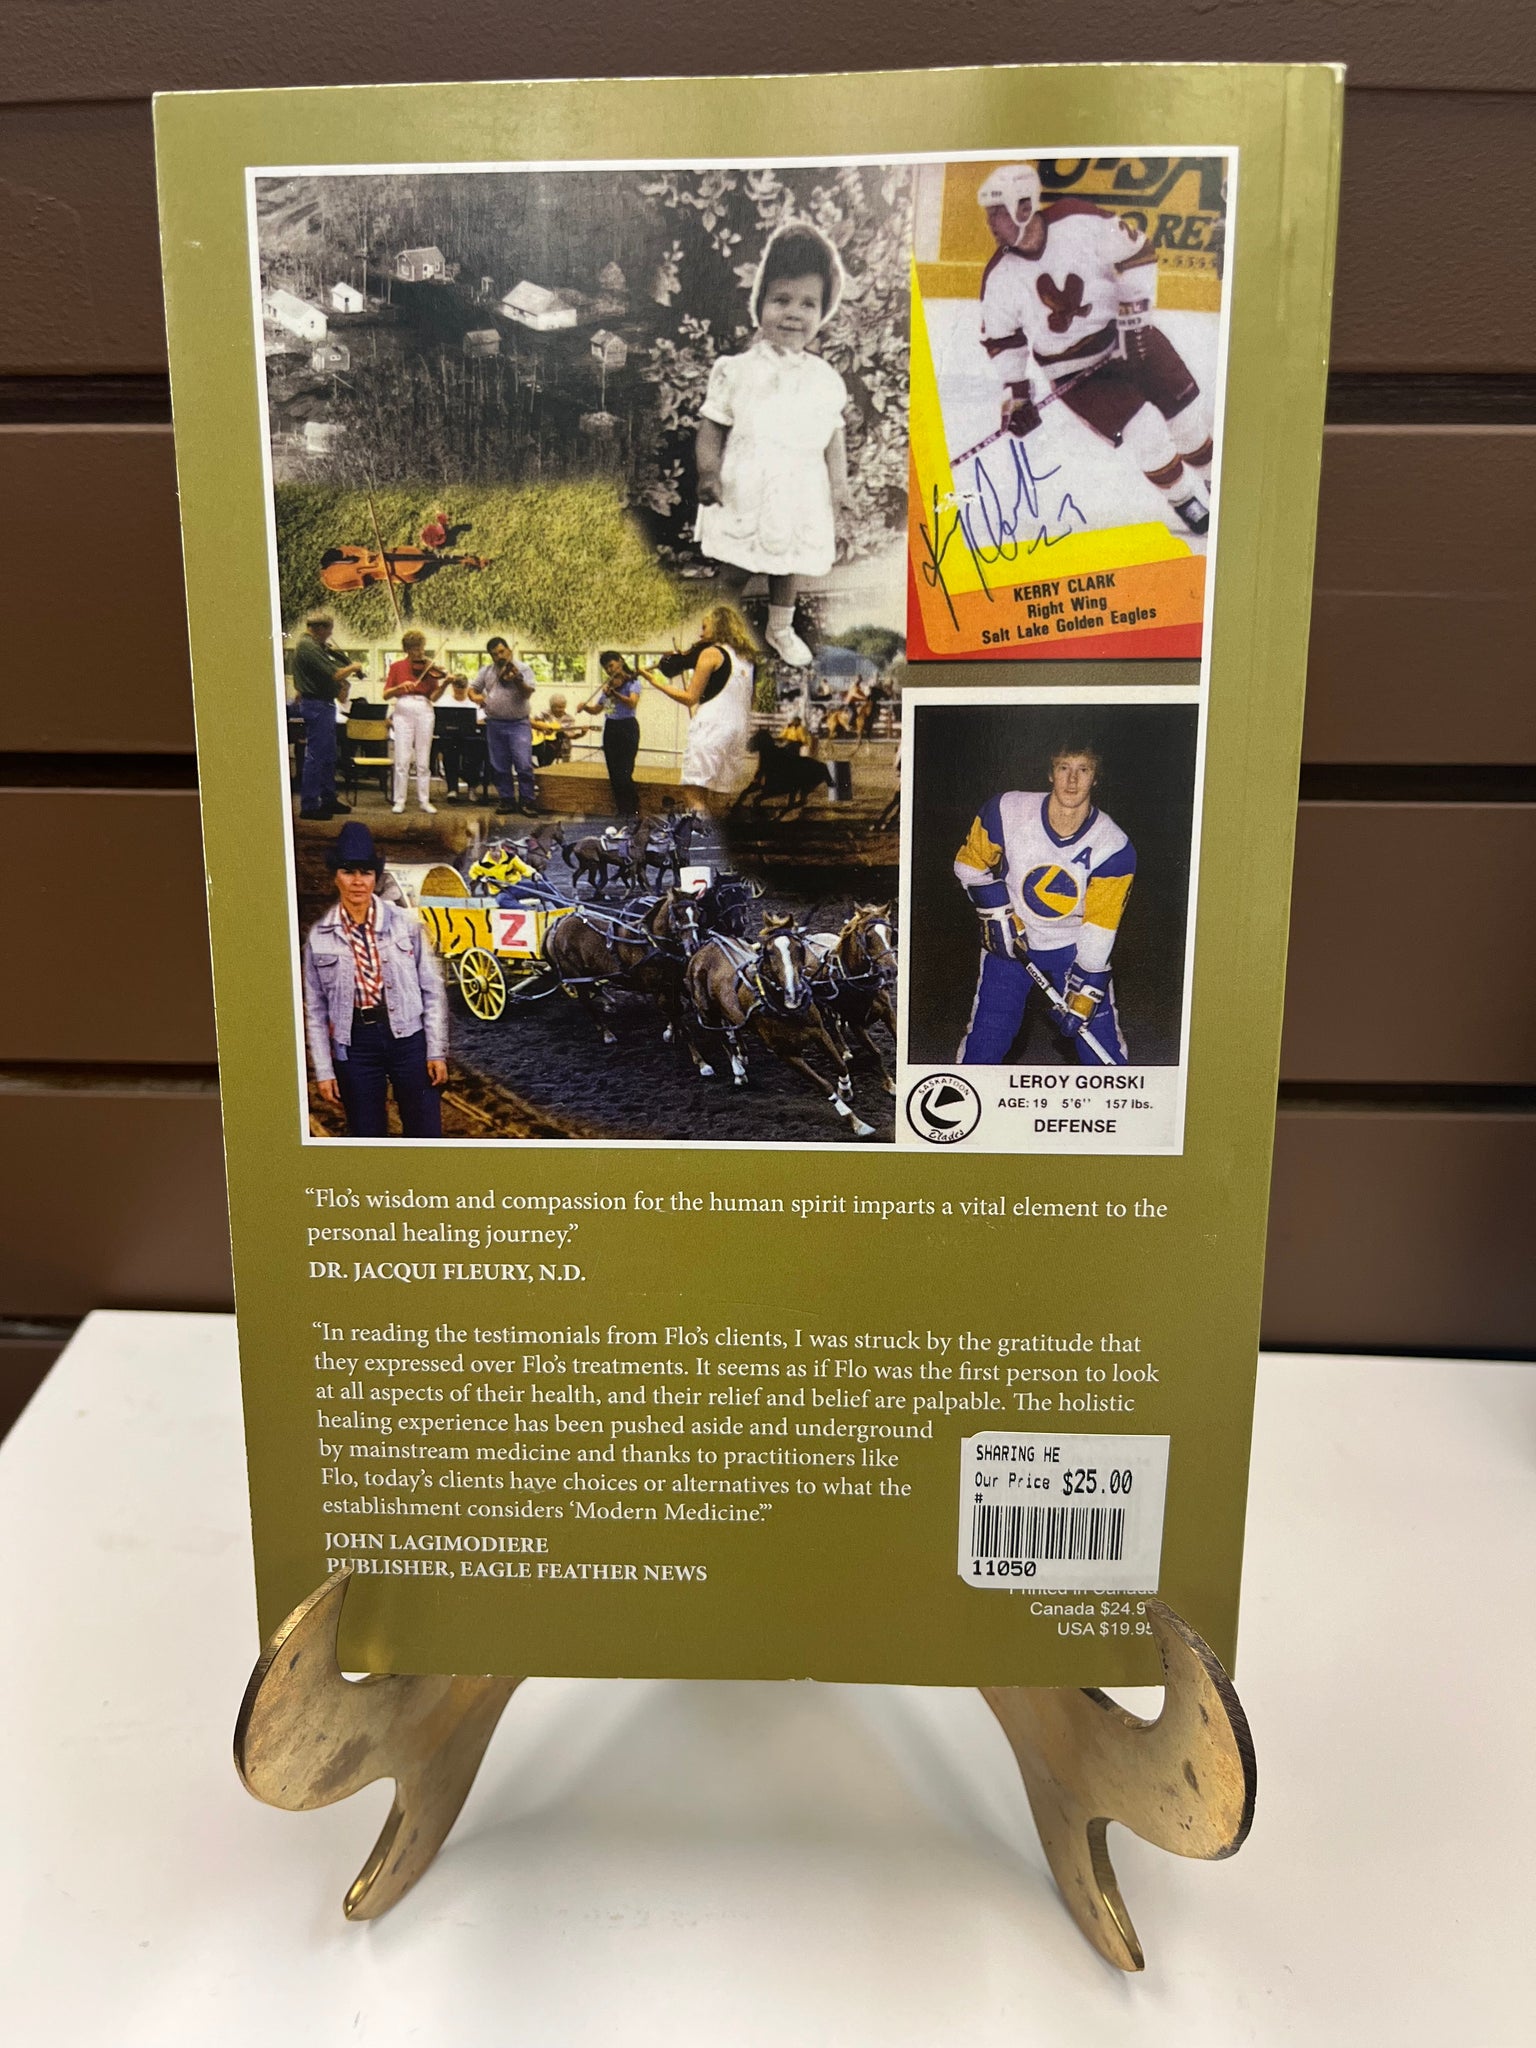 KERRY CLARK
Right Wing
Salt Lake Golden Eagles
Z
A
LEROY GORSKI
AGE: 19 5'6'' 157 lbs.
DEFENSE
SASKATOON
Blades
“Flo’s wisdom and compassion for the human spirit imparts a vital element to the
personal healing journey.”
DR. JACQUI FLEURY, N.D.
“In reading the testimonials from Flo’s clients, I was struck by the gratitude that
they expressed over Flo’s treatments. It seems as if Flo was the first person to look
at all aspects of their health, and their relief and belief are palpable. The holistic
healing experience has been pushed aside and underground
by mainstream medicine and thanks to practitioners like
Flo, today’s clients have choices or alternatives to what the
establishment considers ‘Modern Medicine.’”
JOHN LAGIMODIERE
PUBLISHER, EAGLE FEATHER NEWS
SHARING HE
Our Price $25.00
#
11050
Printed in Canada
Canada $24.9
USA $19.95